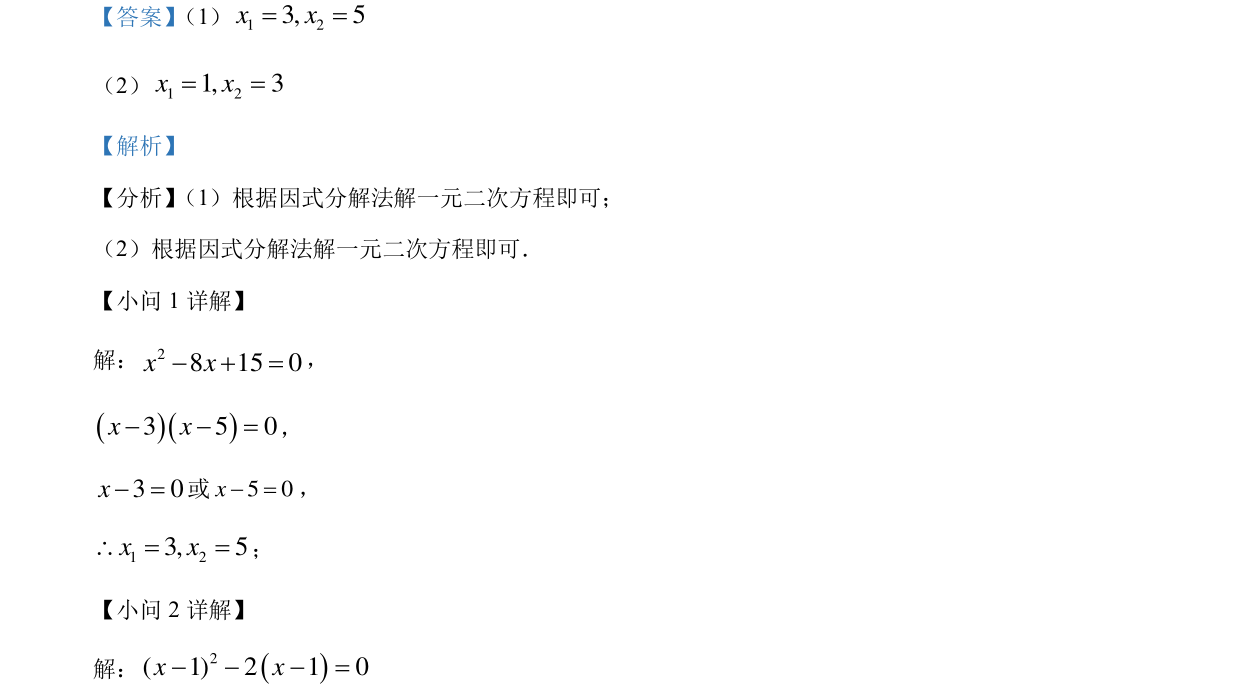 【答案】（1）x₁ = 3, x₂ = 5
（2）x₁ = 1, x₂ = 3
【解析】
【分析】（1）根据因式分解法解一元二次方程即可；
（2）根据因式分解法解一元二次方程即可．
【小问 1 详解】
解：x² − 8x + 15 = 0，
(x − 3)(x − 5) = 0，
x − 3 = 0或x − 5 = 0，
∴ x₁ = 3, x₂ = 5；
【小问 2 详解】
解：(x − 1)² − 2(x − 1) = 0